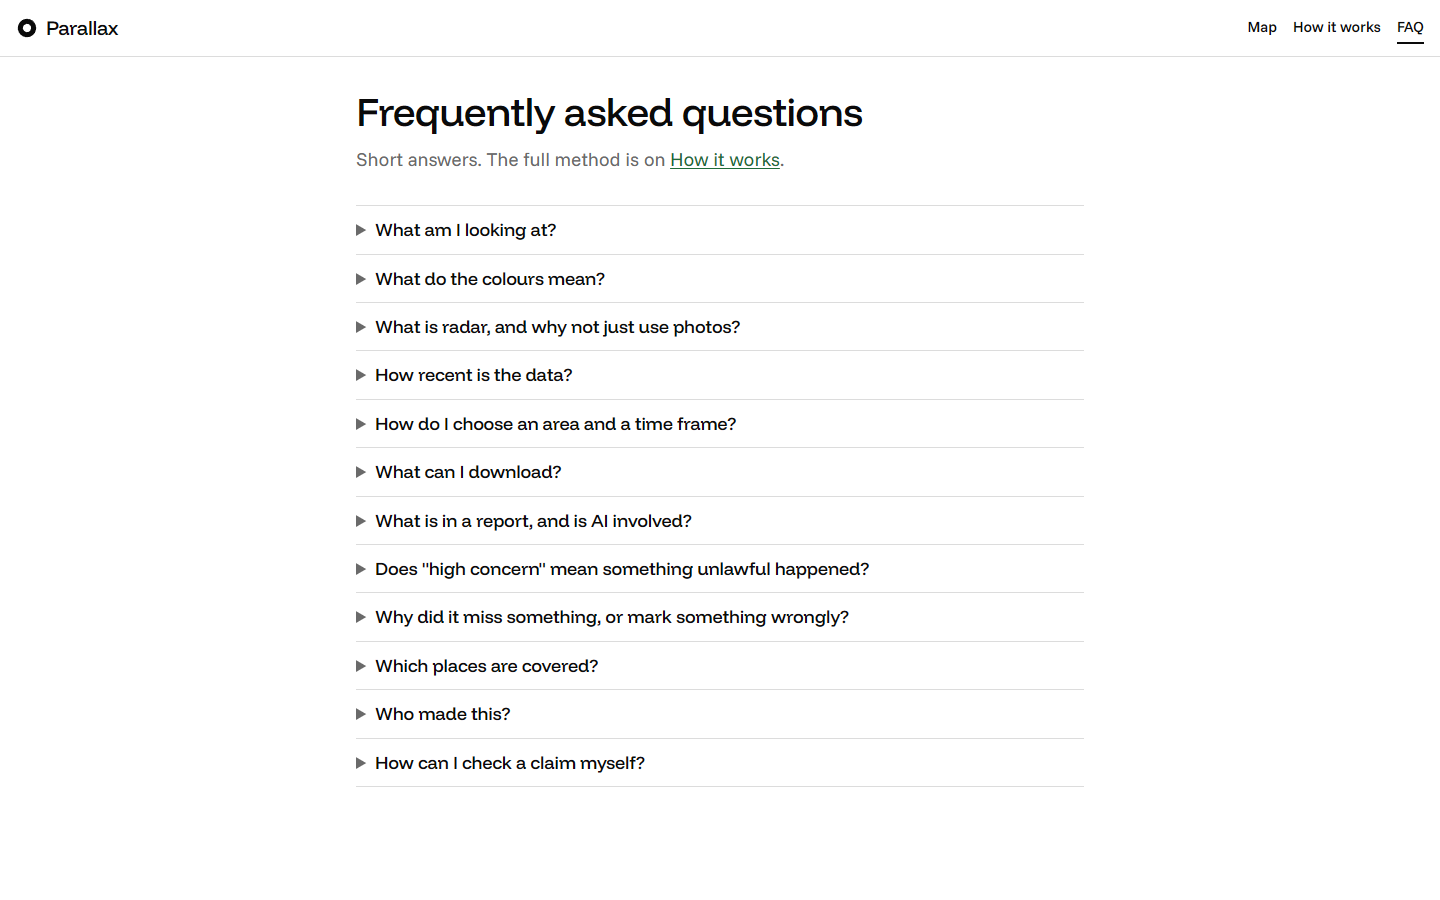 Parallax
Map
How it works
FAQ
Frequently asked questions
Short answers. The full method is on How it works.
What am I looking at?
What do the colours mean?
What is radar, and why not just use photos?
How recent is the data?
How do I choose an area and a time frame?
What can I download?
What is in a report, and is AI involved?
Does "high concern" mean something unlawful happened?
Why did it miss something, or mark something wrongly?
Which places are covered?
Who made this?
How can I check a claim myself?